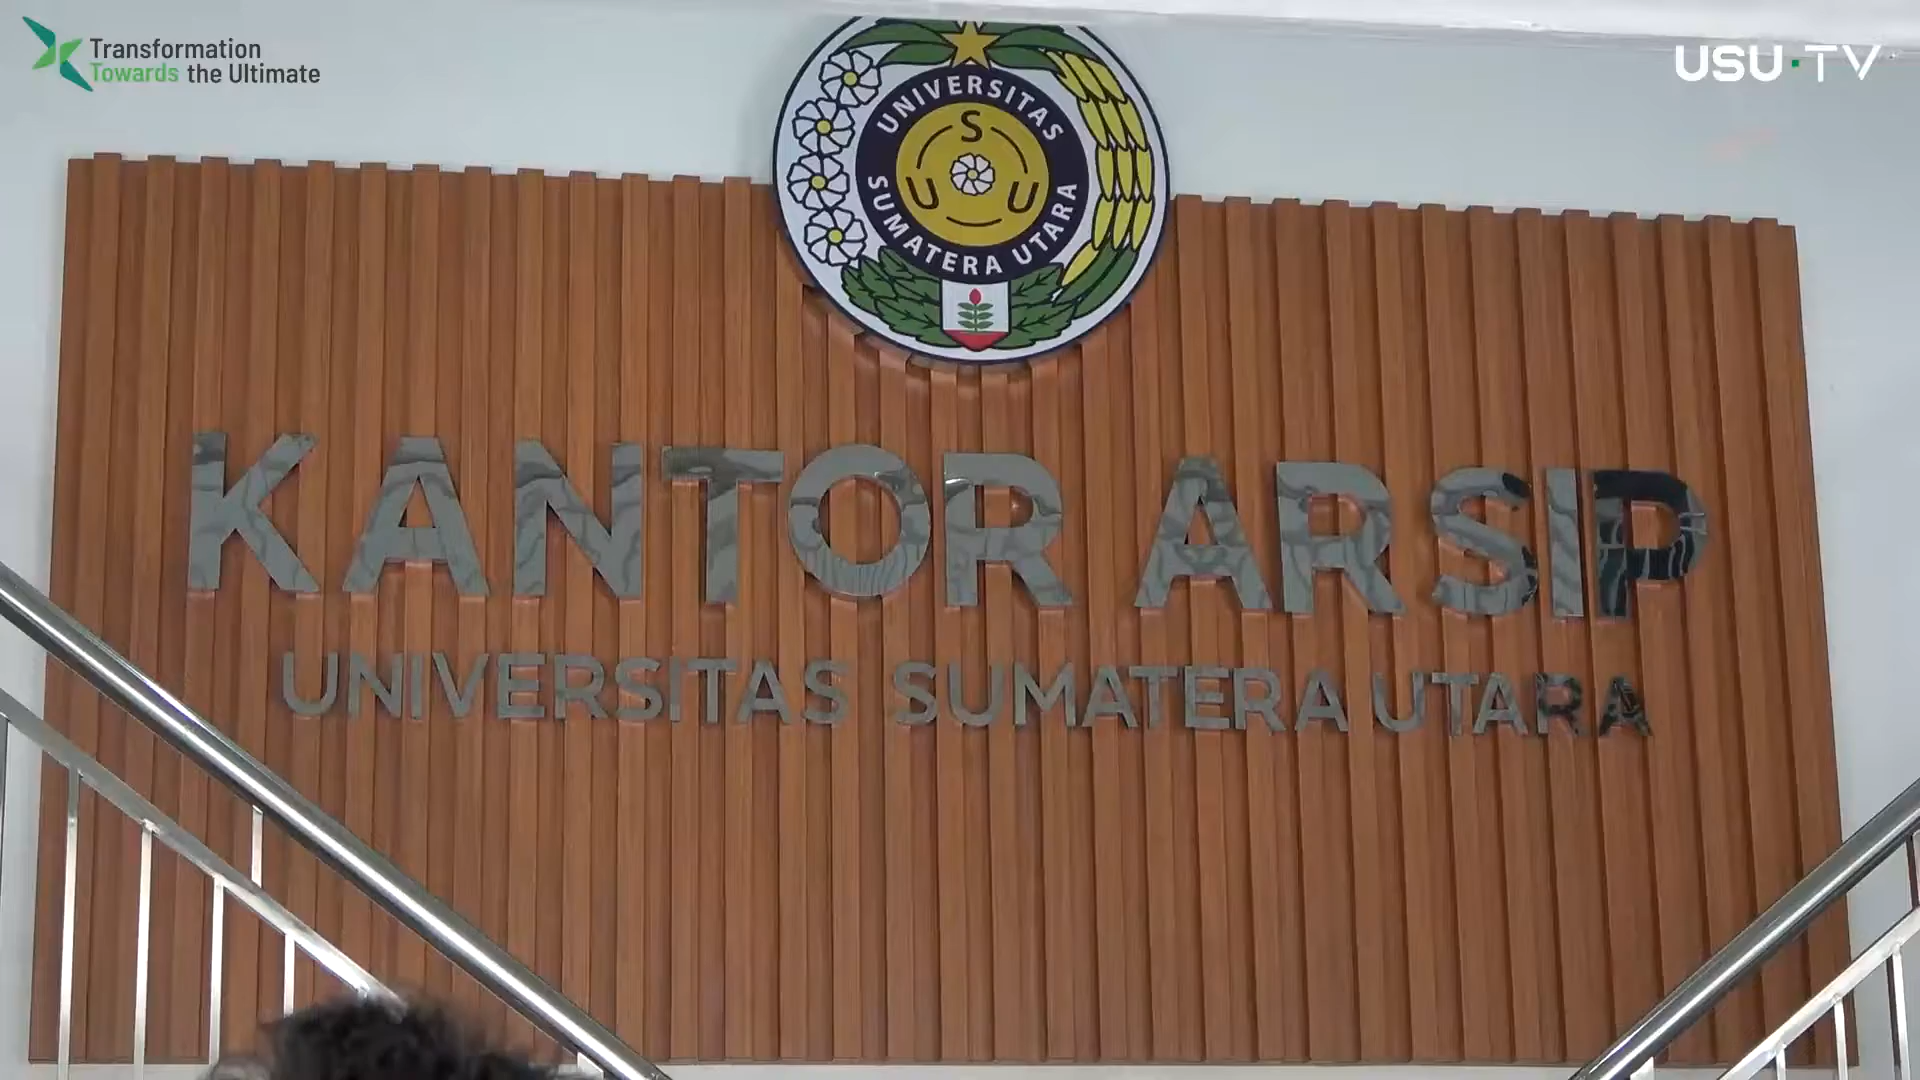 Transformation
Towards the Ultimate
USU·TV
UNIVERSITAS
SUMATERA UTARA
S
U U
KANTOR ARSIP
UNIVERSITAS SUMATERA UTARA